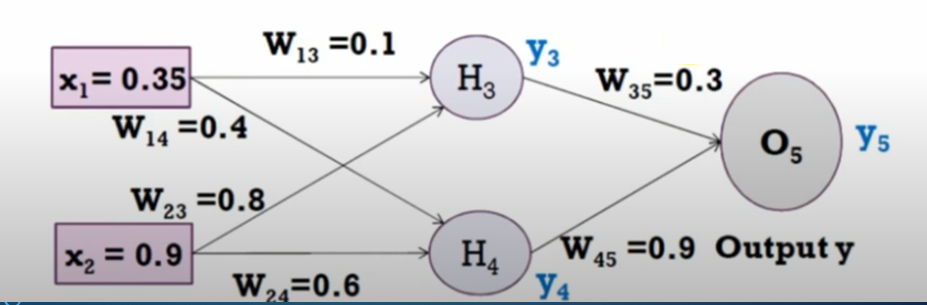 W₁₃ =0.1
y₃
x₁= 0.35
H₃
W₃₅=0.3
W₁₄ =0.4
O₅
y₅
W₂₃ =0.8
x₂ = 0.9
H₄
W₄₅ =0.9 Output y
W₂₄=0.6
y₄